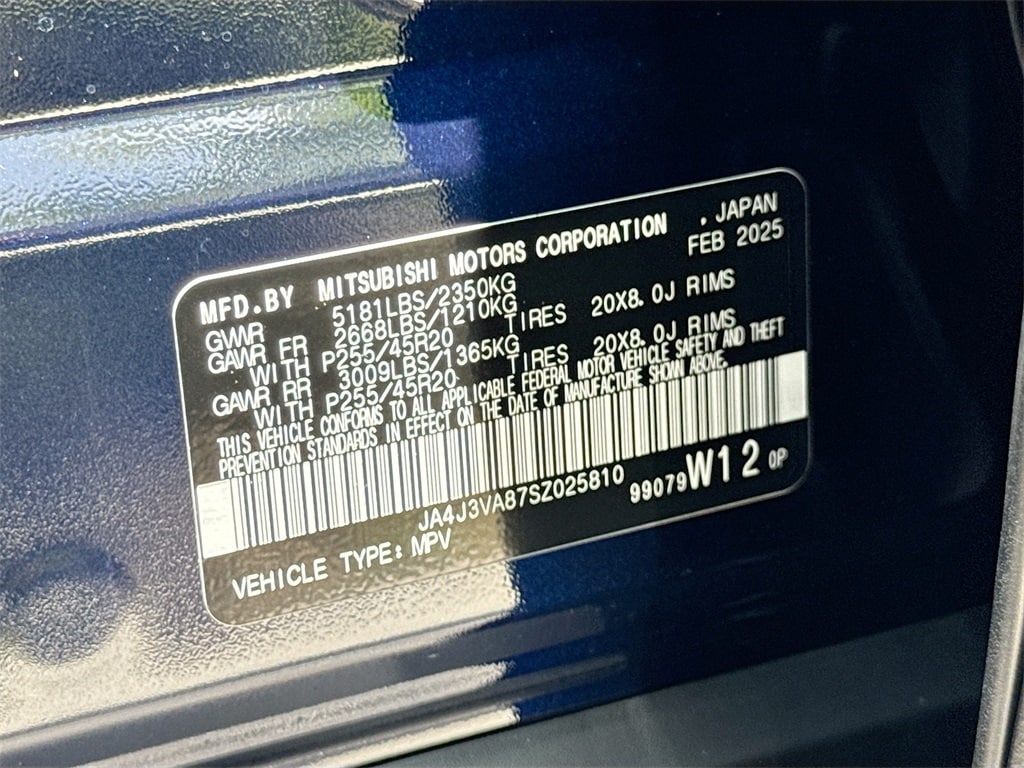 MFD.BY MITSUBISHI MOTORS CORPORATION . JAPAN
FEB 2025
GWWR 5181LBS/2350KG
GAWR FR 2668LBS/1210KG
WITH P255/45R20 TIRES 20X8.0J RIMS
GAWR RR 3009LBS/1365KG
WITH P255/45R20 TIRES 20X8.0J RIMS
THIS VEHICLE CONFORMS TO ALL APPLICABLE FEDERAL MOTOR VEHICLE SAFETY AND THEFT
PREVENTION STANDARDS IN EFFECT ON THE DATE OF MANUFACTURE SHOWN ABOVE.
JA4J3VA87SZ025810 99079 W12 0P
VEHICLE TYPE: MPV